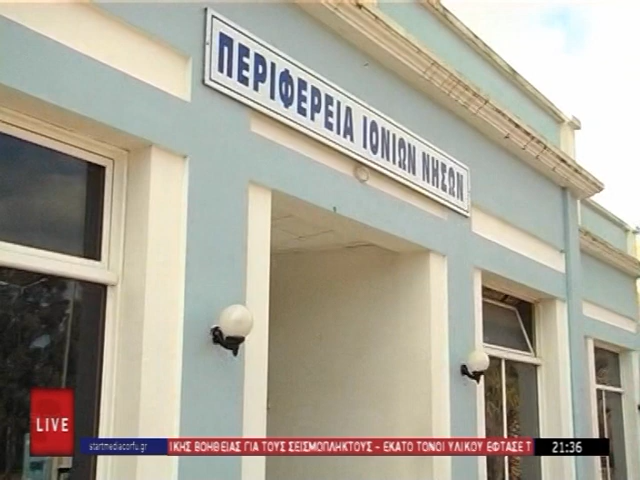 ΠΕΡΙΦΕΡΕΙΑ ΙΟΝΙΩΝ ΝΗΣΩΝ
LIVE
startmediacorfu.gr
ΙΚΗΣ ΒΟΗΘΕΙΑΣ ΓΙΑ ΤΟΥΣ ΣΕΙΣΜΟΠΛΗΚΤΟΥΣ – ΕΚΑΤΟ ΤΟΝΟΙ ΥΛΙΚΟΥ ΕΦΤΑΣΕ Τ
21:36